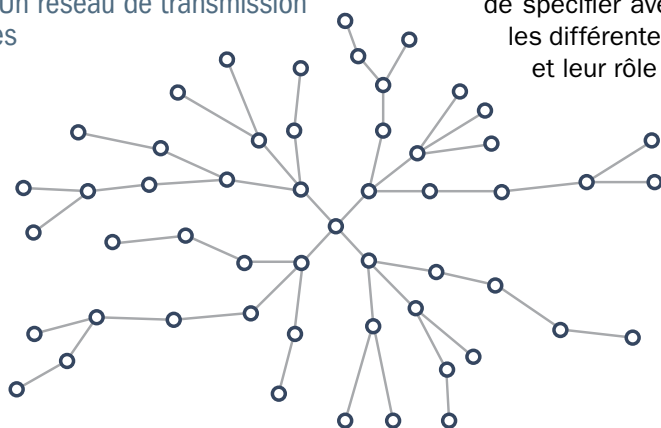 Un réseau de transmission
es
de spécifier ave
les différente
et leur rôle